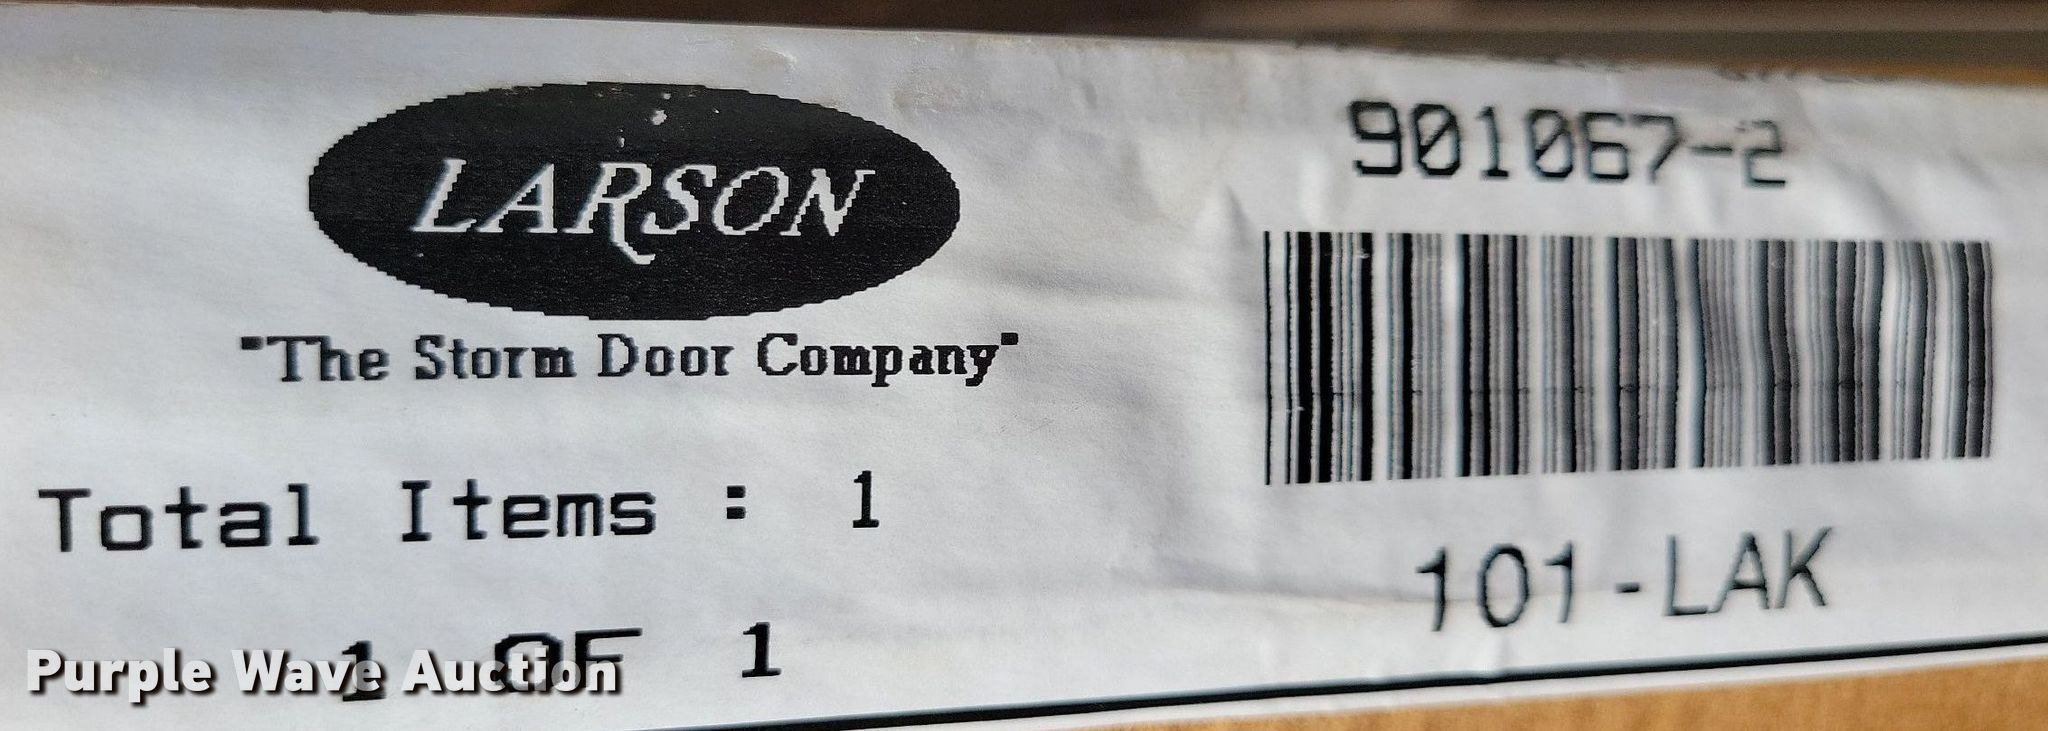 LARSON
"The Storm Door Company"
901067-2
Total Items : 1
101-LAK
1 OF 1
Purple Wave Auction